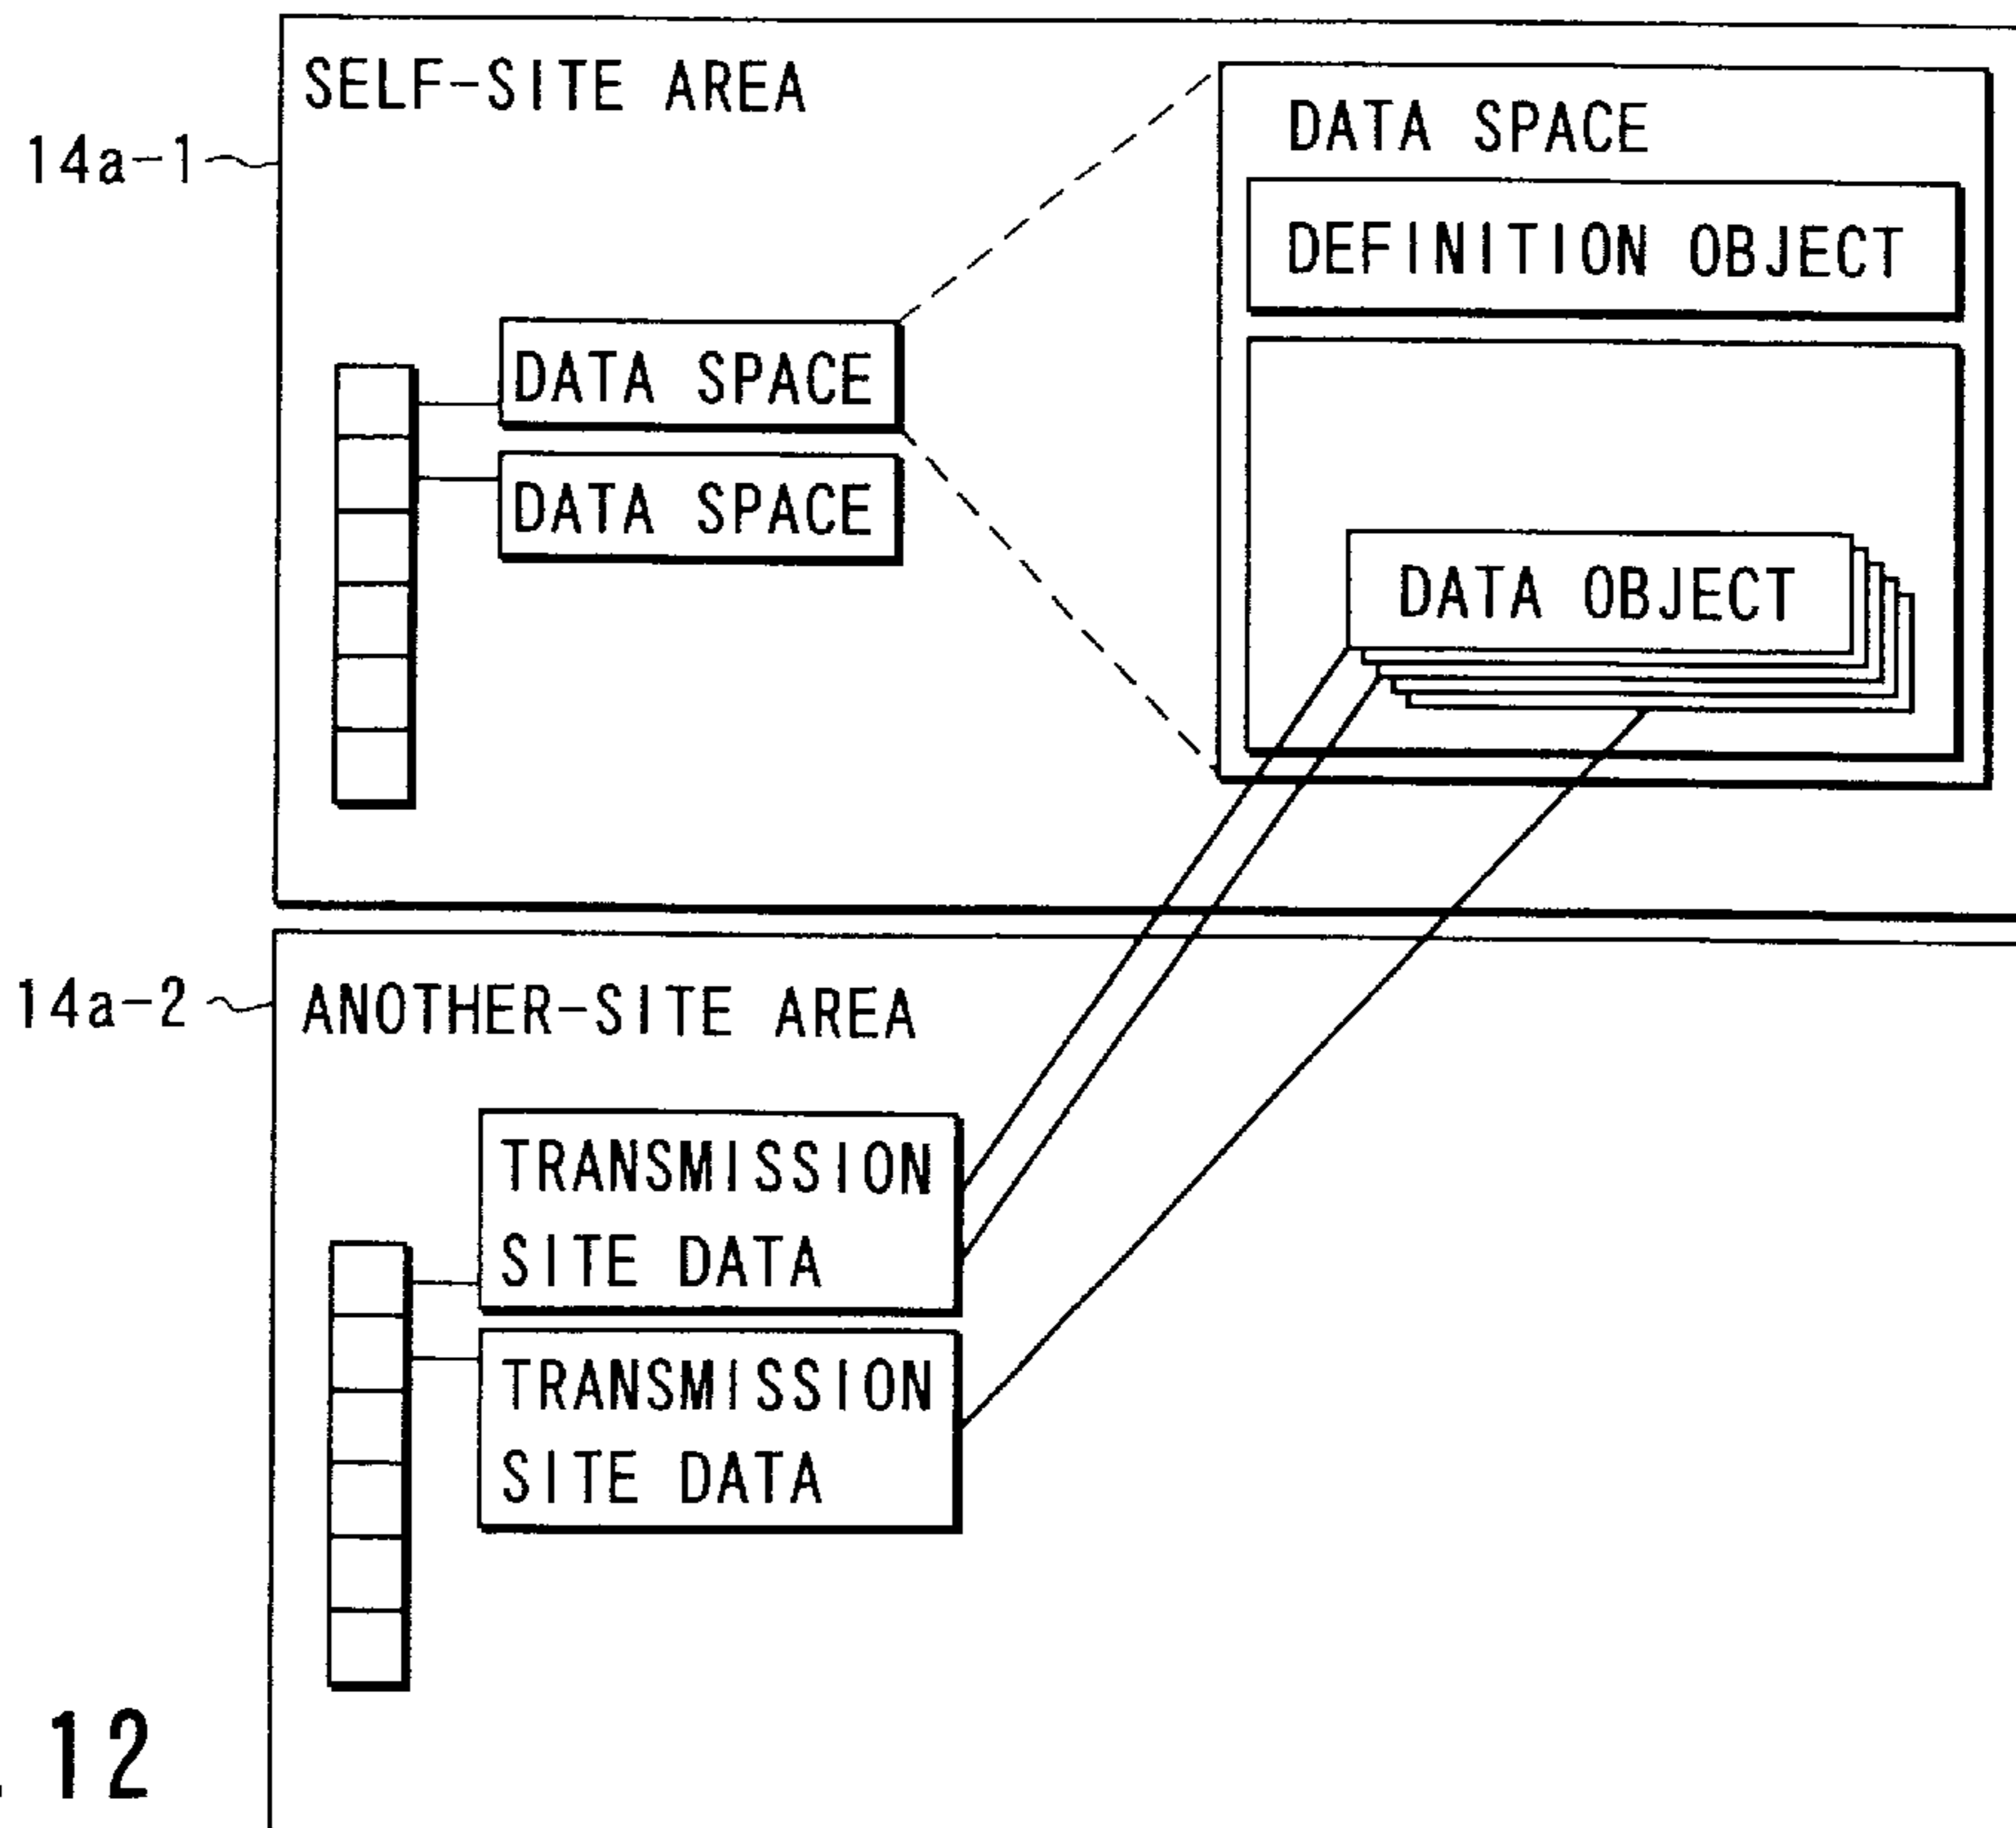 SELF-SITE AREA
14a-1
DATA SPACE
DEFINITION OBJECT
DATA SPACE
DATA SPACE
DATA OBJECT
14a-2
ANOTHER-SITE AREA
TRANSMISSION
SITE DATA
TRANSMISSION
SITE DATA
12